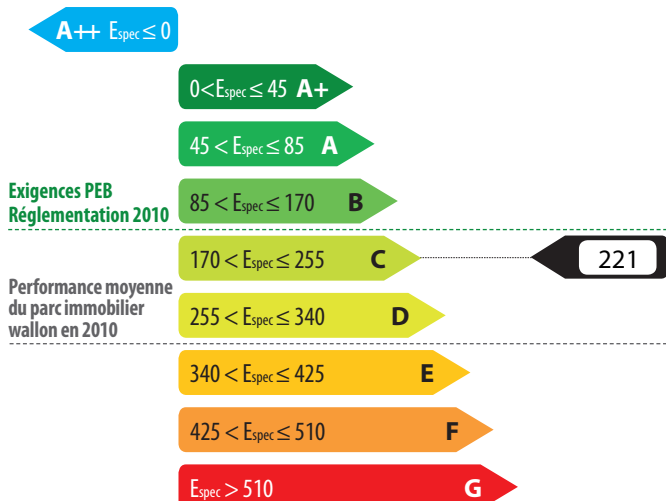 A++ Espec ≤ 0
0 < Espec ≤ 45 A+
45 < Espec ≤ 85 A
Exigences PEB
Réglementation 2010
85 < Espec ≤ 170 B
170 < Espec ≤ 255 C
221
Performance moyenne
du parc immobilier
wallon en 2010
255 < Espec ≤ 340 D
340 < Espec ≤ 425 E
425 < Espec ≤ 510 F
Espec > 510 G